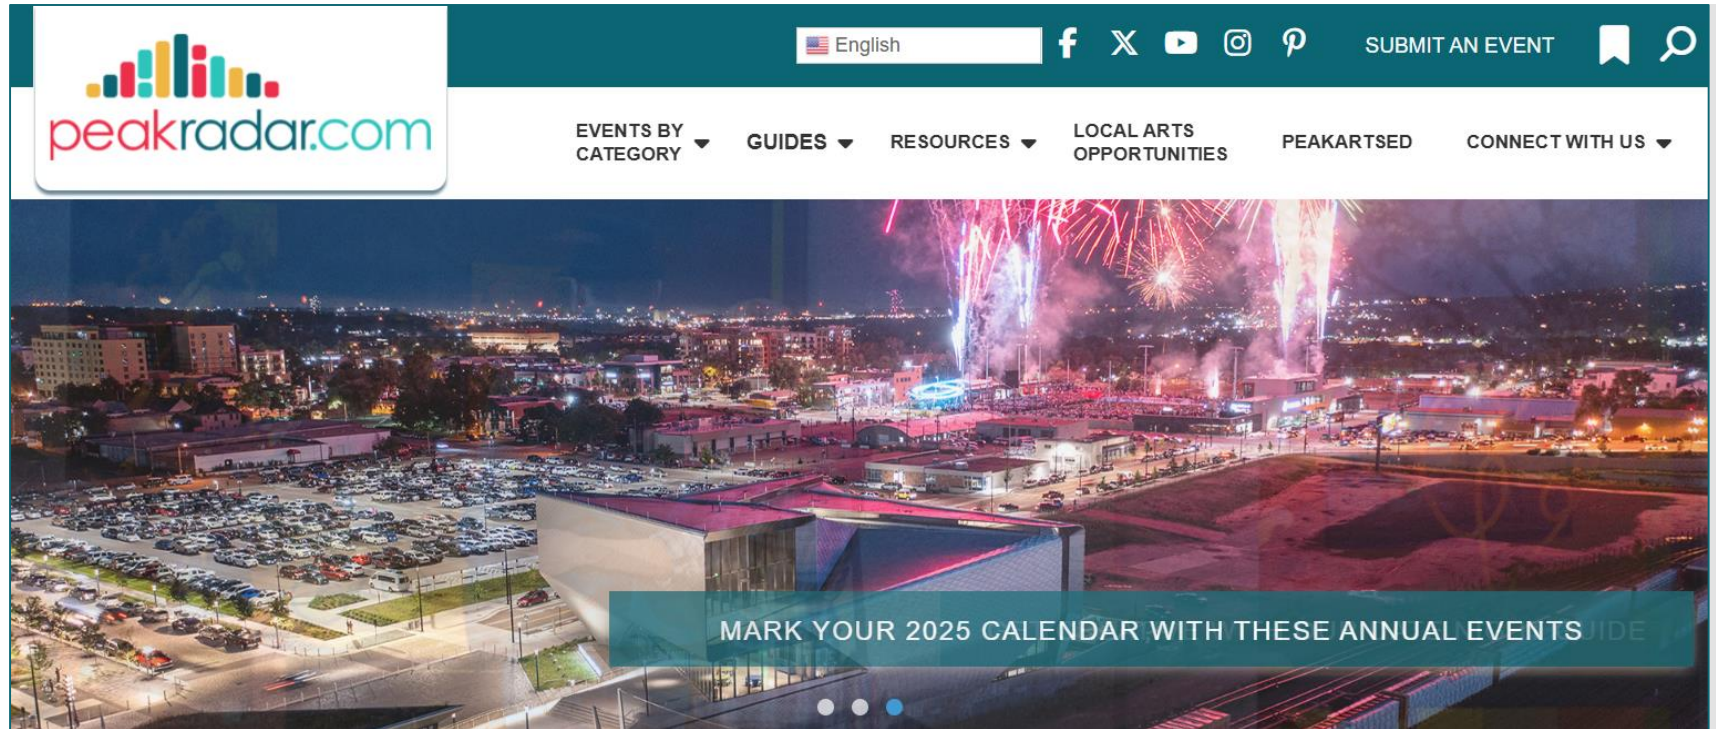 peakradar.com
English
SUBMIT AN EVENT
EVENTS BY
CATEGORY
GUIDES
RESOURCES
LOCAL ARTS
OPPORTUNITIES
PEAKARTSED
CONNECT WITH US
MARK YOUR 2025 CALENDAR WITH THESE ANNUAL EVENTS